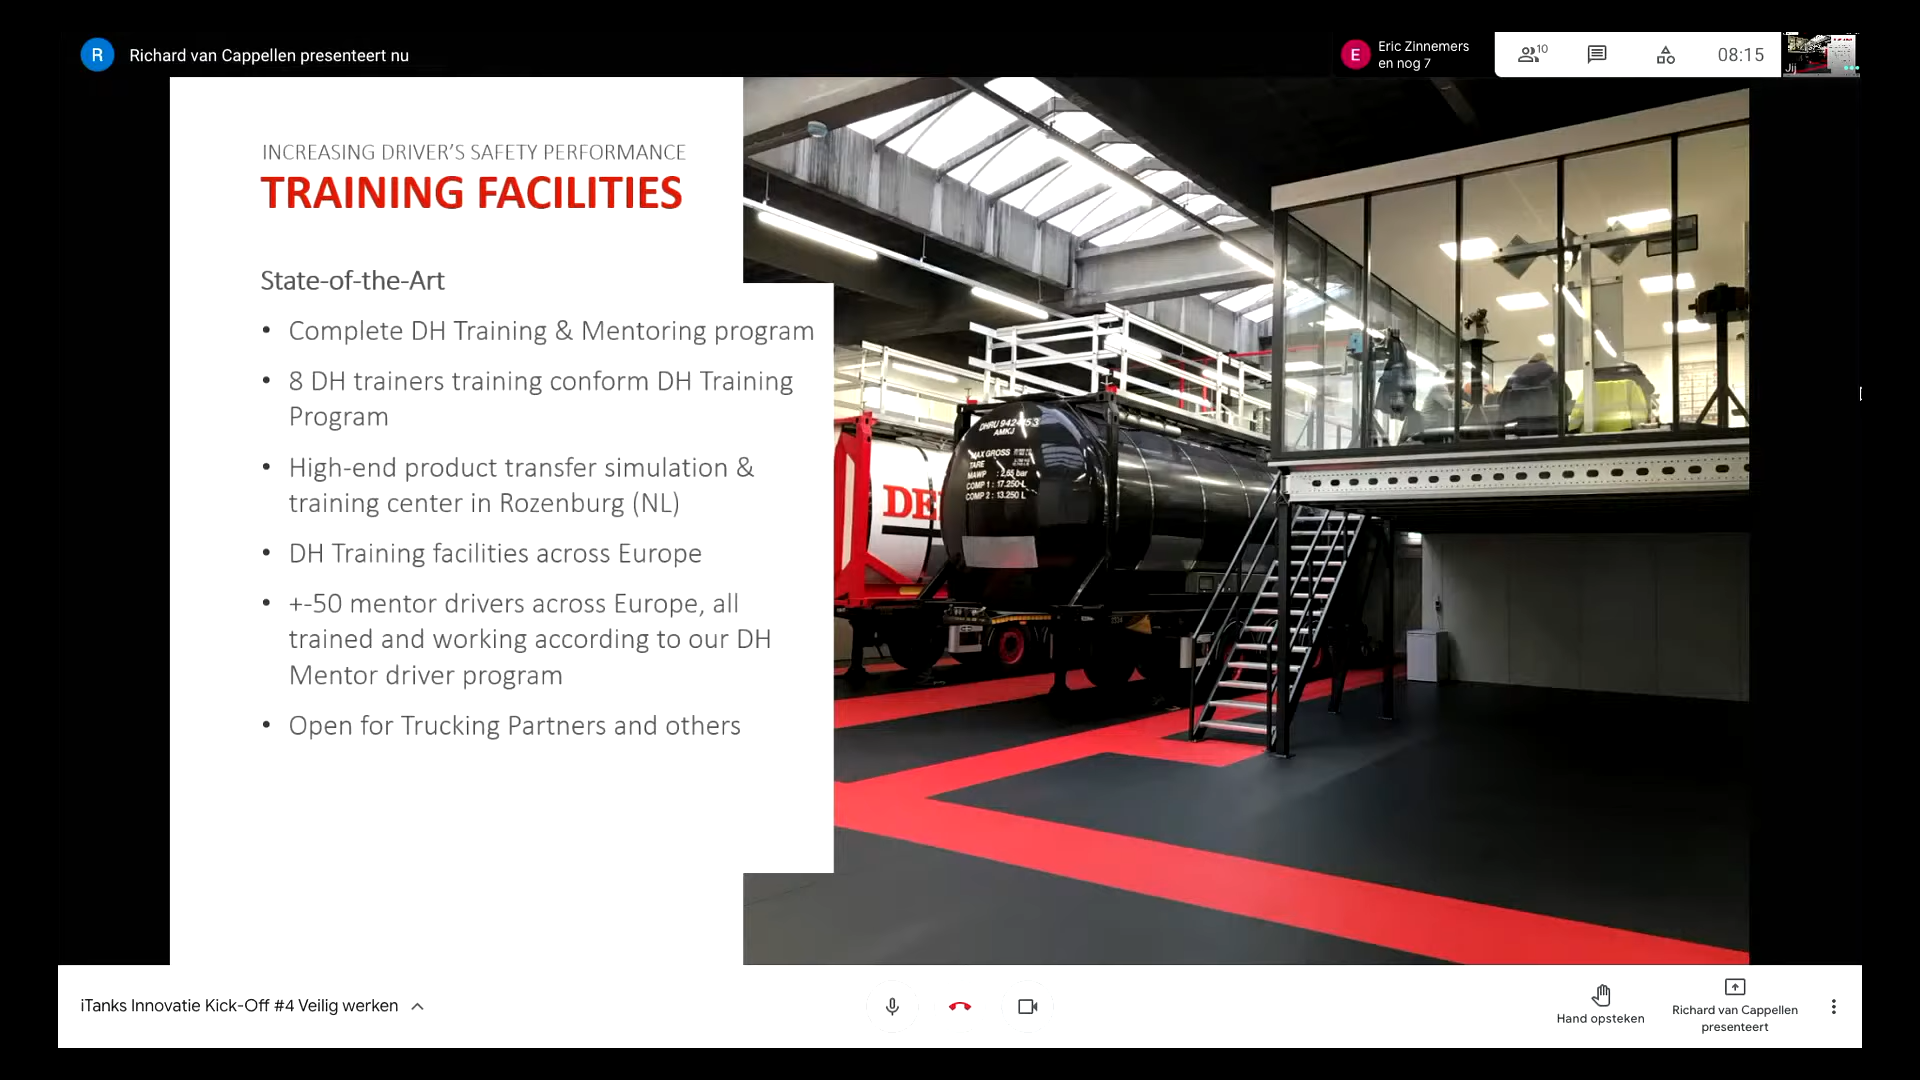 R
Richard van Cappellen presenteert nu
E
Eric Zinnemers
en nog 7
10
08:15
Jij
INCREASING DRIVER'S SAFETY PERFORMANCE
TRAINING FACILITIES
State-of-the-Art
• Complete DH Training & Mentoring program
• 8 DH trainers training conform DH Training
Program
• High-end product transfer simulation &
training center in Rozenburg (NL)
• DH Training facilities across Europe
• +-50 mentor drivers across Europe, all
trained and working according to our DH
Mentor driver program
• Open for Trucking Partners and others
AMKJ
MAX GROSS
TARE
MAWP : 2,65 bar
COMP 1 : 17.250 L
COMP 2 : 13.250 L
DE
iTanks Innovatie Kick-Off #4 Veilig werken
Hand opsteken
Richard van Cappellen
presenteert